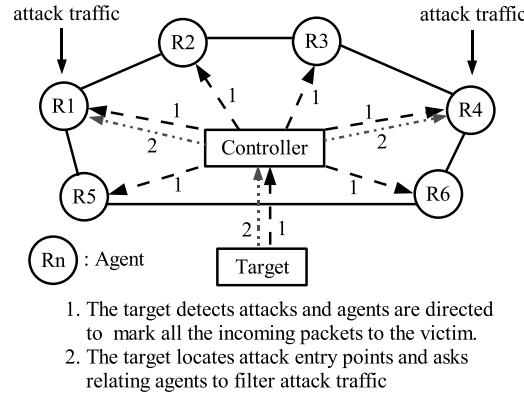 attack traffic
attack traffic
R2
R3
R1
R4
1
1
1
1
2
2
Controller
1
1
R5
R6
2
1
Rn : Agent
Target
1. The target detects attacks and agents are directed
to mark all the incoming packets to the victim.
2. The target locates attack entry points and asks
relating agents to filter attack traffic